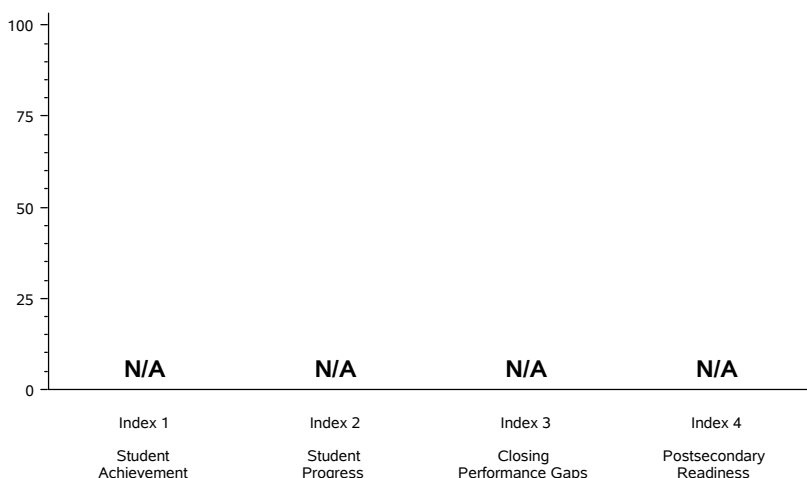 100
75
50
25
0
N/A N/A N/A N/A
Index 1 Index 2 Index 3 Index 4
Student Student Closing Postsecondary
Achievement Progress Performance Gaps Readiness